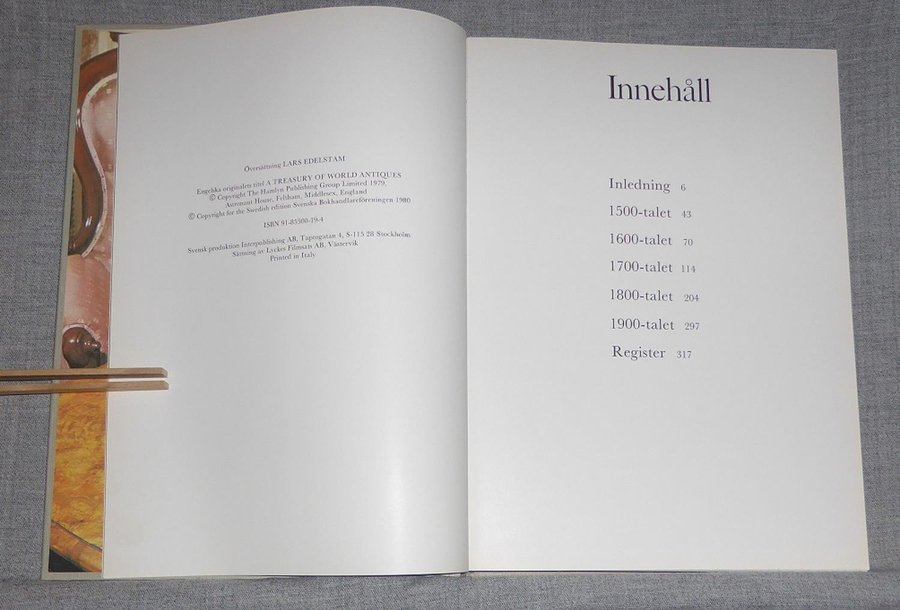 Översättning LARS EDELSTAM
Engelska originalets titel A TREASURY OF WORLD ANTIQUES
© Copyright The Hamlyn Publishing Group Limited 1979,
Astronaut House, Feltham, Middlesex, England
© Copyright for the Swedish edition Svenska Bokhandlareföreningen 1980
ISBN 91-85500-19-4
Svensk produktion Interpublishing AB, Taptogatan 4, S-115 28 Stockholm
Sättning av Lyckes Filmsats AB, Västervik
Printed in Italy
Innehåll
Inledning 6
1500-talet 43
1600-talet 70
1700-talet 114
1800-talet 204
1900-talet 297
Register 317